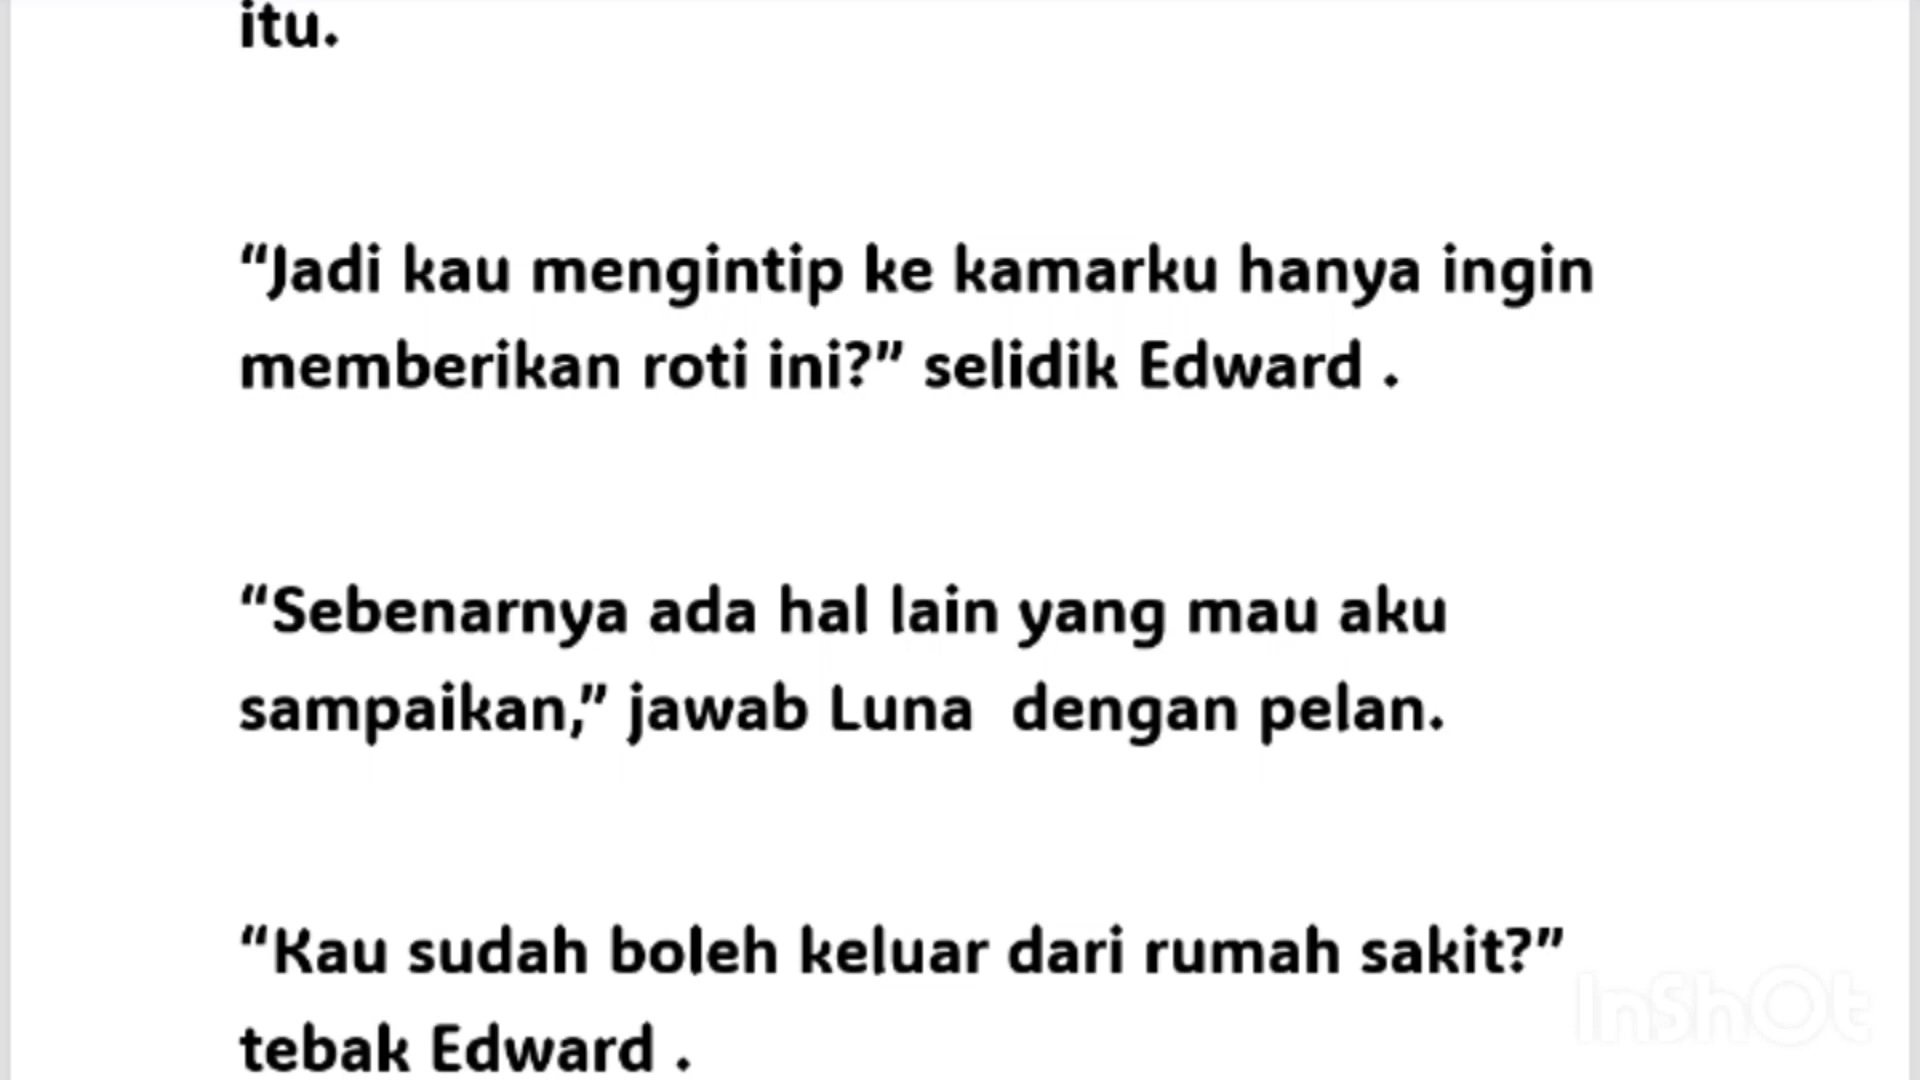 itu.
“Jadi kau mengintip ke kamarku hanya ingin
memberikan roti ini?” selidik Edward .
“Sebenarnya ada hal lain yang mau aku
sampaikan,” jawab Luna  dengan pelan.
“Kau sudah boleh keluar dari rumah sakit?”
tebak Edward .
InShOt